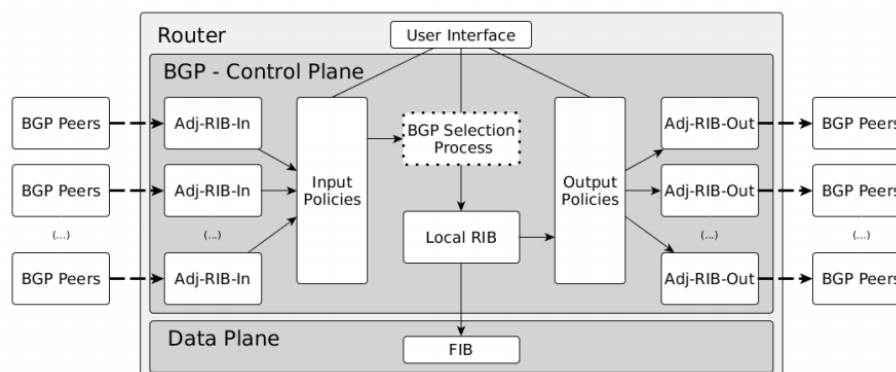 User Interface
Router
BGP - Control Plane
BGP Peers
Adj-RIB-In
BGP Selection
Process
Adj-RIB-Out
BGP Peers
BGP Peers
Adj-RIB-In
Input
Policies
Output
Policies
Adj-RIB-Out
BGP Peers
(...)
(...)
Local RIB
(...)
(...)
BGP Peers
Adj-RIB-In
Adj-RIB-Out
BGP Peers
Data Plane
FIB